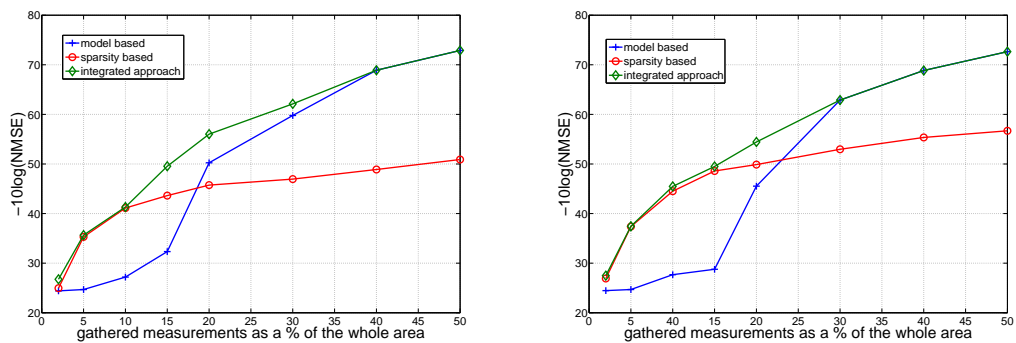 80
70
60
50
40
30
20
−10log(NMSE)
model based
sparsity based
integrated approach
0 5 10 15 20 25 30 35 40 45 50
gathered measurements as a % of the whole area
80
70
60
50
40
30
20
−10log(NMSE)
model based
sparsity based
integrated approach
0 5 10 15 20 25 30 35 40 45 50
gathered measurements as a % of the whole area